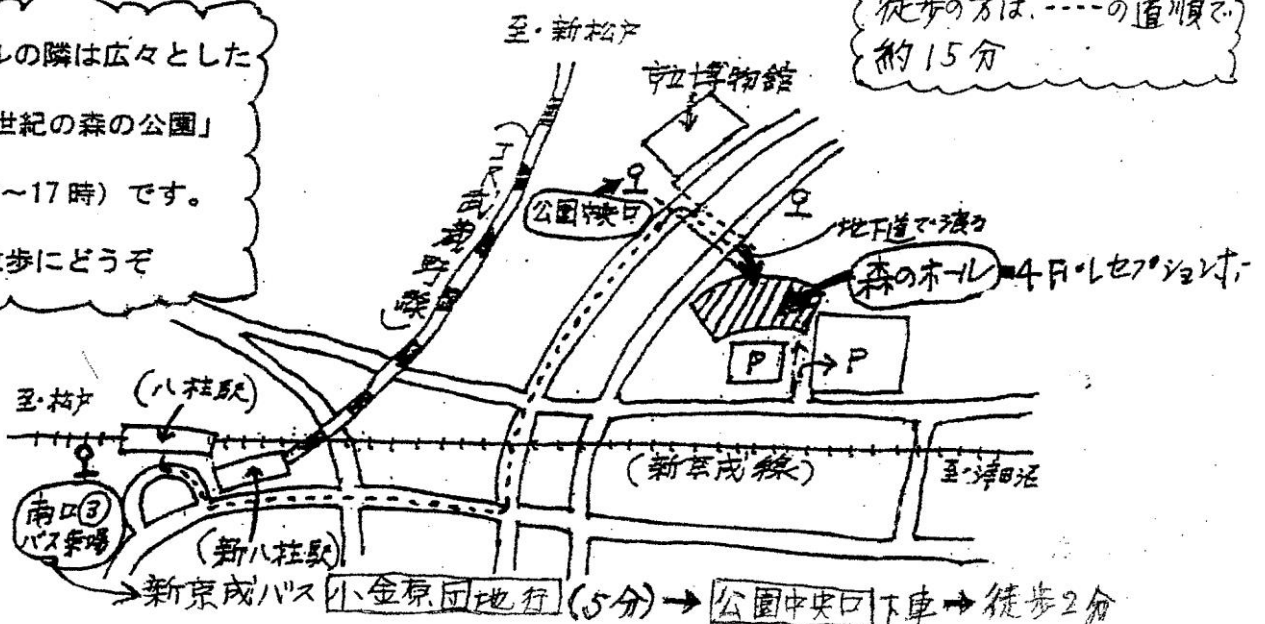 ルの隣は広々とした
世紀の森の公園」
～17時）です。
歩にどうぞ
徒歩の方は、----の道順で
約15分
至・新松戸
市立博物館
(JR武蔵野線)
公園中央口
地下道で渡る
森のホール
4F・レセプションホ
P
P
至・松戸
(八柱駅)
(新京成線)
至・津田沼
南口③
バス乗場
(新八柱駅)
新京成バス 小金原団地行 (5分) → 公園中央口 下車 → 徒歩2分